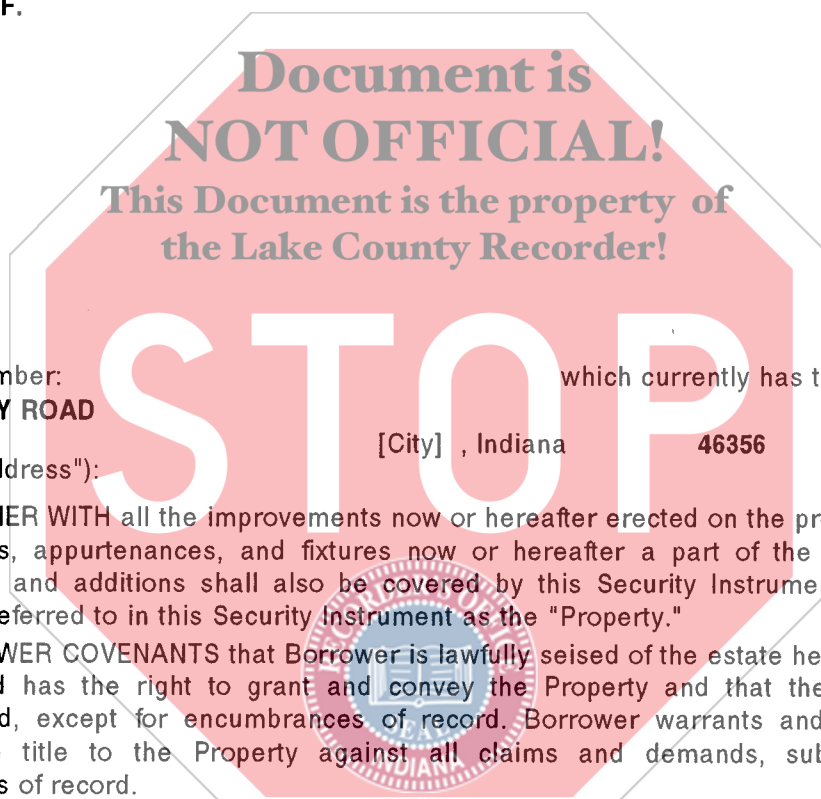 F.
Document is
NOT OFFICIAL!
This Document is the property of
the Lake County Recorder!
STOP
mber: which currently has t
Y ROAD
[City] , Indiana 46356
ddress"):
IER WITH all the improvements now or hereafter erected on the pr
s, appurtenances, and fixtures now or hereafter a part of the
and additions shall also be covered by this Security Instrume
eferred to in this Security Instrument as the "Property."
WER COVENANTS that Borrower is lawfully seised of the estate he
d has the right to grant and convey the Property and that the
d, except for encumbrances of record. Borrower warrants and
title to the Property against all claims and demands, sub
s of record.
SEAL
INDIANA